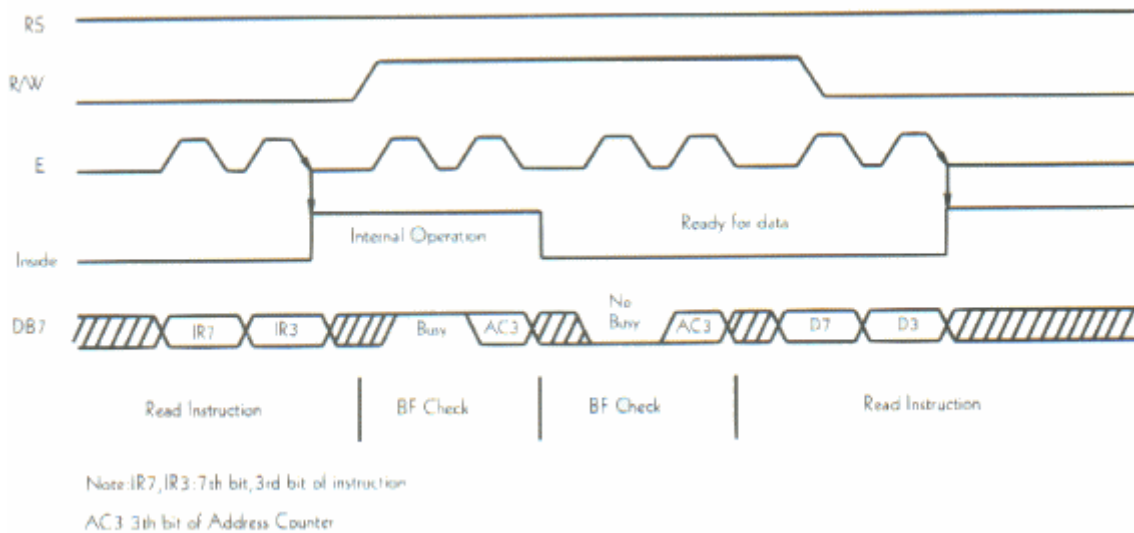 RS
R/W
E
Internal Operation
Ready for data
Inside
DB7
IR7
IR3
Busy
AC3
No
Busy
AC3
D7
D3
Read Instruction
BF Check
BF Check
Read Instruction
Note:IR7,IR3:7th bit,3rd bit of instruction
AC3 3th bit of Address Counter